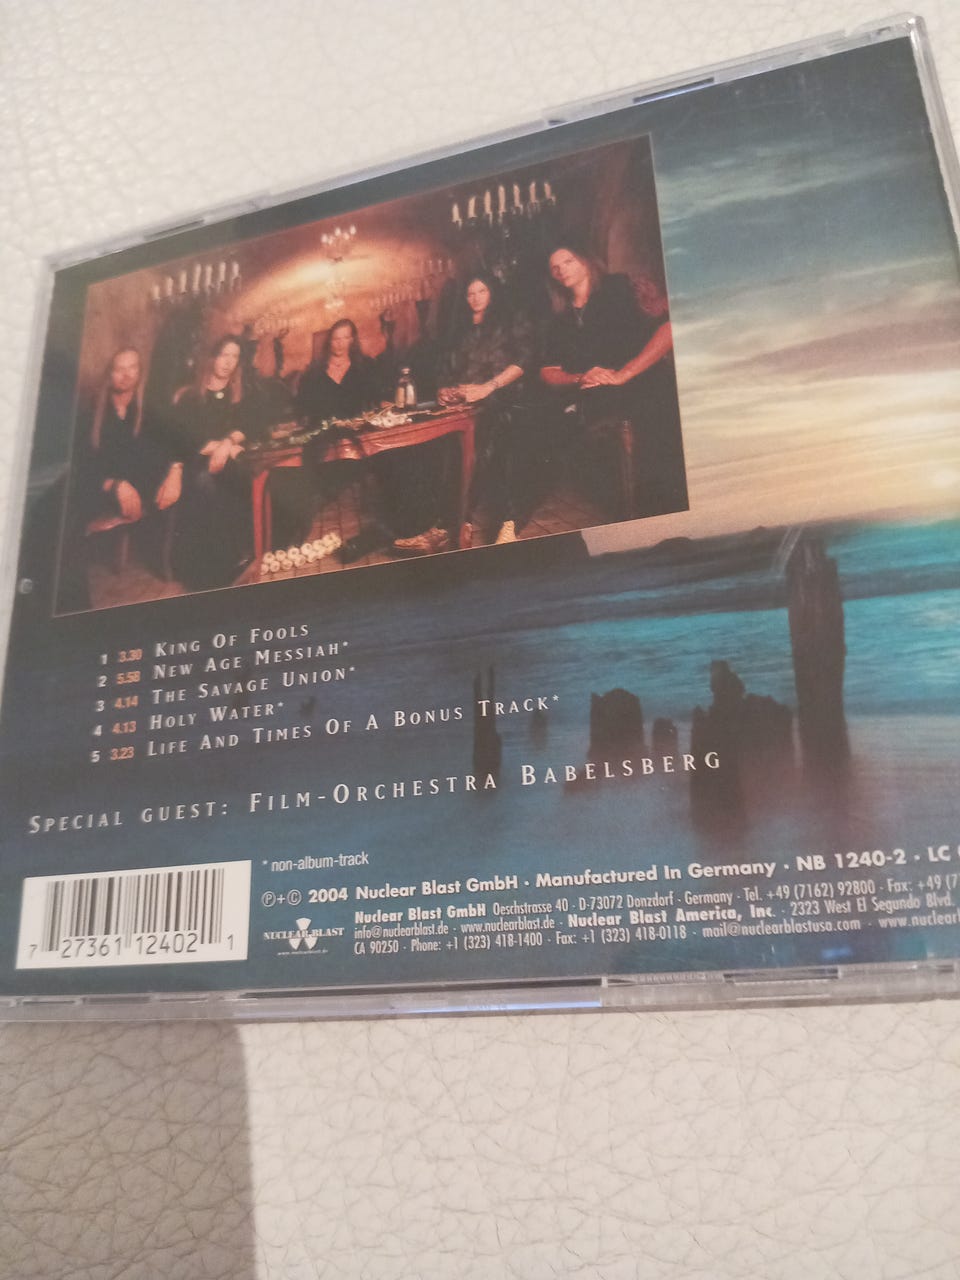 1 3.30 KING OF FOOLS
2 5.58 NEW AGE MESSIAH*
3 4.14 THE SAVAGE UNION*
4 4.13 HOLY WATER*
5 3.23 LIFE AND TIMES OF A BONUS TRACK*
SPECIAL GUEST: FILM-ORCHESTRA BABELSBERG
* non-album-track
℗+© 2004 Nuclear Blast GmbH · Manufactured In Germany · NB 1240-2 · LC
Nuclear Blast GmbH Oeschstrasse 40 · D-73072 Donzdorf · Germany · Tel. +49 (7162) 92800 · Fax: +49 (7
info@nuclearblast.de · www.nuclearblast.de · Nuclear Blast America, Inc. · 2323 West El Segundo Blvd.
CA 90250 · Phone: +1 (323) 418-1400 · Fax: +1 (323) 418-0118 · mail@nuclearblastusa.com · www.nuclearbl
NUCLEAR BLAST
www.nuclearblast.de
7 27361 12402 1